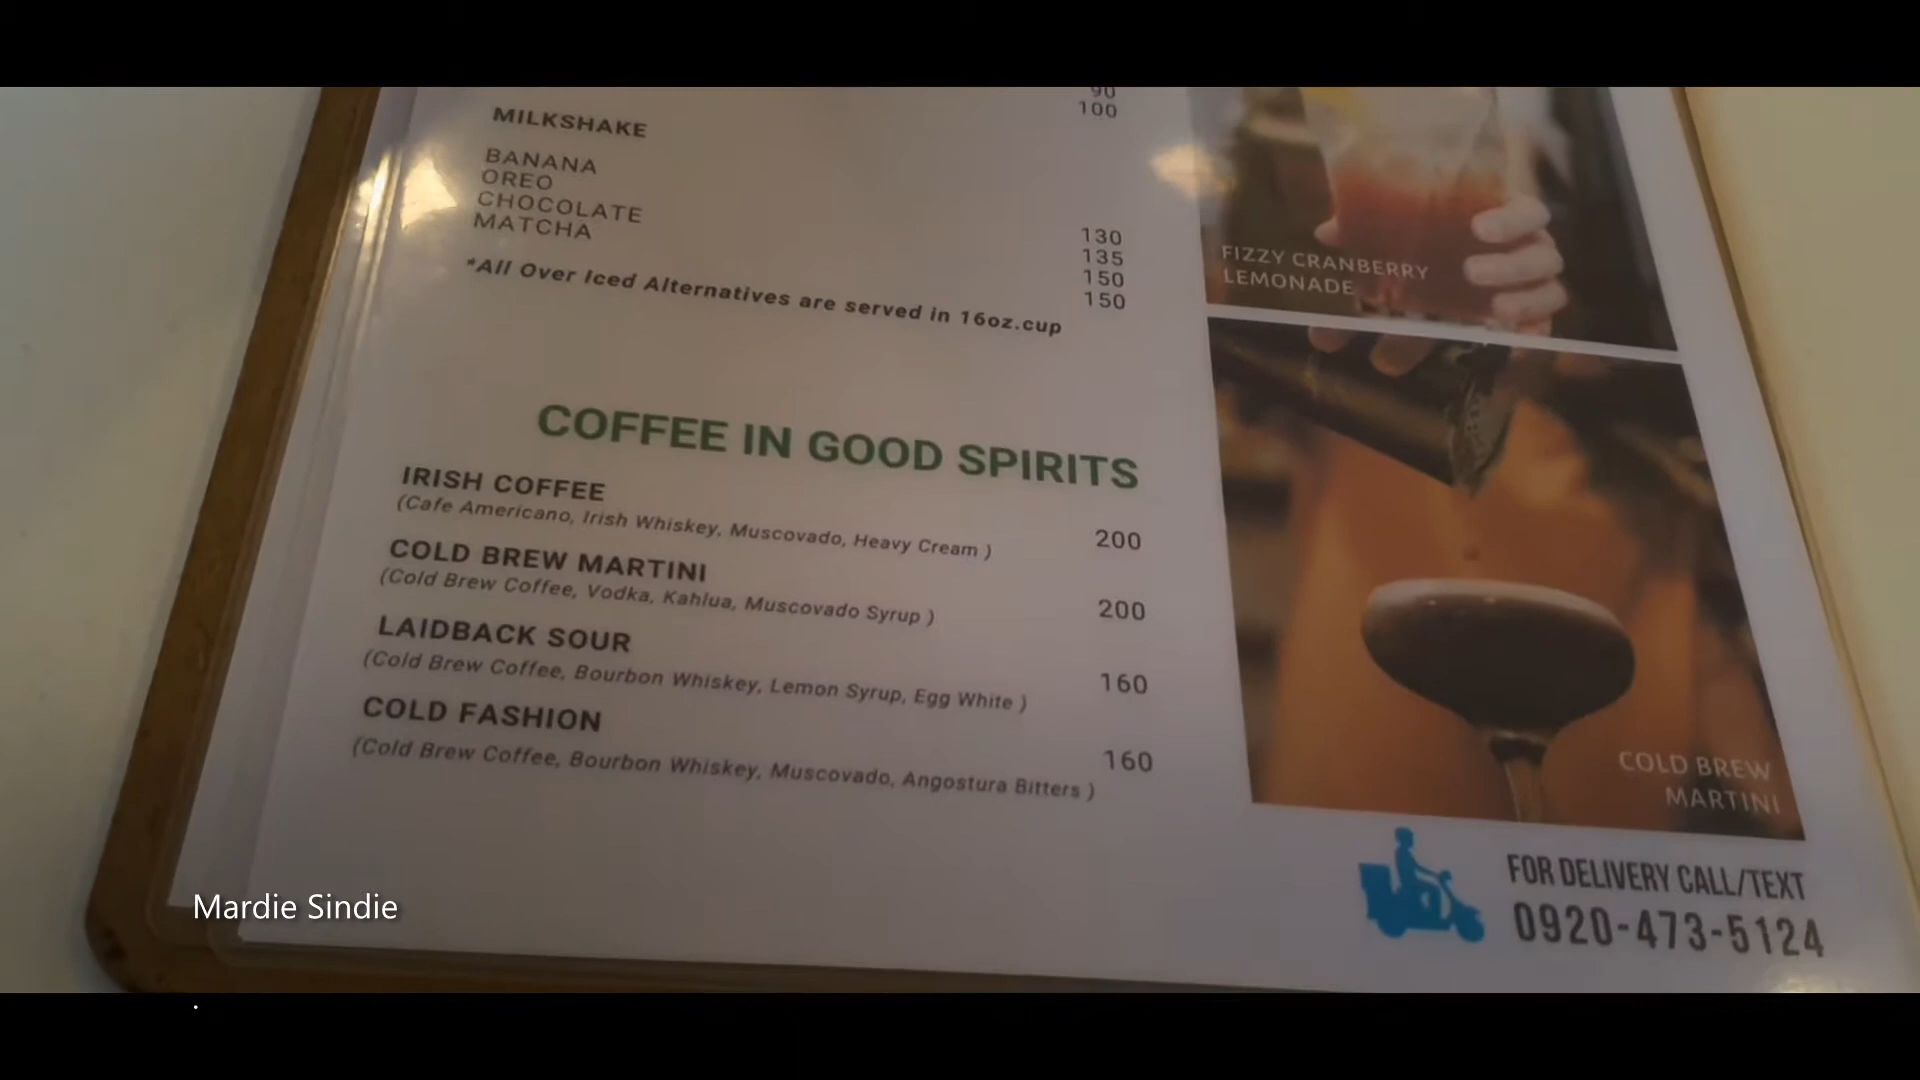 90
100
MILKSHAKE
BANANA 130
OREO 135
CHOCOLATE 150
MATCHA 150
*All Over Iced Alternatives are served in 16oz.cup
COFFEE IN GOOD SPIRITS
IRISH COFFEE
(Cafe Americano, Irish Whiskey, Muscovado, Heavy Cream ) 200
COLD BREW MARTINI
(Cold Brew Coffee, Vodka, Kahlua, Muscovado Syrup ) 200
LAIDBACK SOUR
(Cold Brew Coffee, Bourbon Whiskey, Lemon Syrup, Egg White ) 160
COLD FASHION
(Cold Brew Coffee, Bourbon Whiskey, Muscovado, Angostura Bitters ) 160
FIZZY CRANBERRY
LEMONADE
COLD BREW
MARTINI
FOR DELIVERY CALL/TEXT
0920-473-5124
Mardie Sindie
.